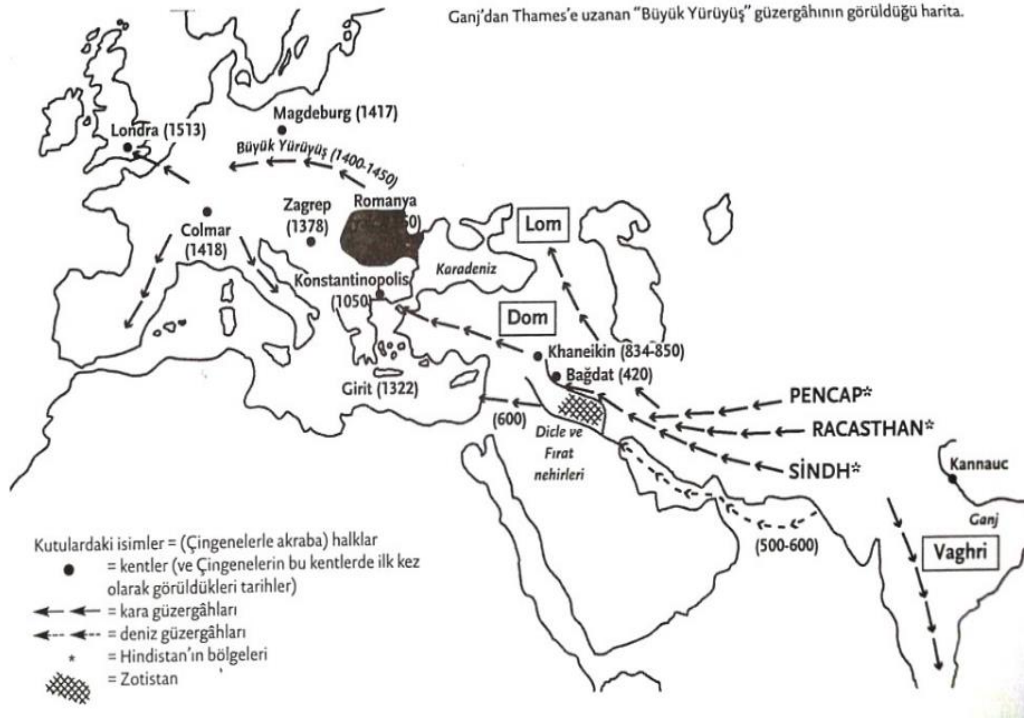 Ganj’dan Thames’e uzanan “Büyük Yürüyüş” güzergâhının görüldüğü harita.
Magdeburg (1417)
Londra (1513)
Büyük Yürüyüş (1400-1450)
Zagrep
(1378)
Romanya
50)
Colmar
(1418)
Lom
Karadeniz
Konstantinopolis
(1050)
Dom
Khaneikin (834-850)
Bağdat (420)
Girit (1322)
(600)
PENCAP*
RACASTHAN*
SİNDH*
Dicle ve
Fırat
nehirleri
Kannauc
Ganj
(500-600)
Vaghri
Kutulardaki isimler = (Çingenelerle akraba) halklar
= kentler (ve Çingenelerin bu kentlerde ilk kez
olarak görüldükleri tarihler)
= kara güzergâhları
= deniz güzergâhları
* = Hindistan’ın bölgeleri
= Zotistan